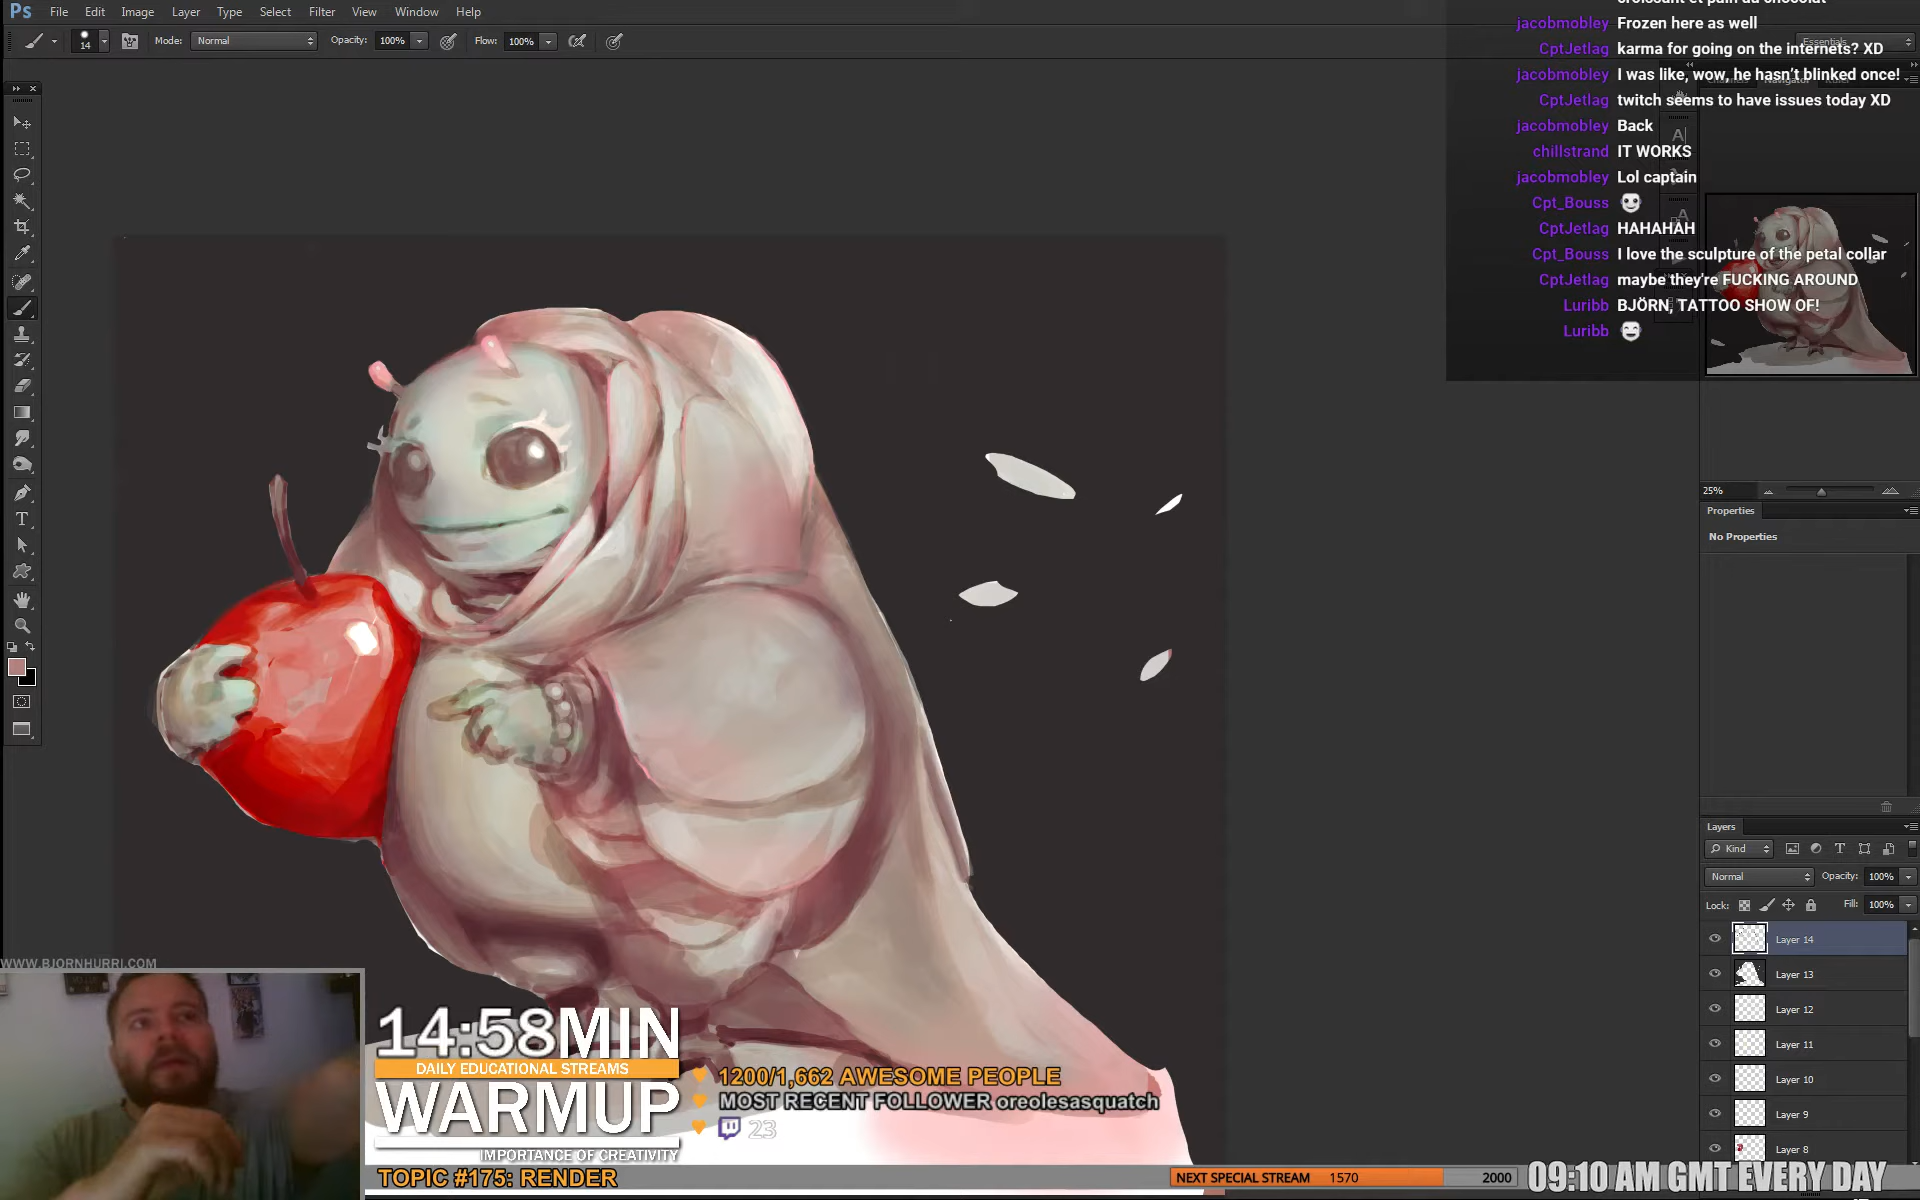 Ps File Edit Image Layer Type Select Filter View Window Help
14 Mode: Normal Opacity: 100% Flow: 100%
Essentials
jacobmobley Frozen here as well
CptJetlag karma for going on the internets? XD
jacobmobley I was like, wow, he hasn't blinked once!
CptJetlag twitch seems to have issues today XD
jacobmobley Back
chillstrand IT WORKS
jacobmobley Lol captain
Cpt_Bouss
CptJetlag HAHAHAH
Cpt_Bouss I love the sculpture of the petal collar
CptJetlag maybe they're FUCKING AROUND
Luribb BJÖRN, TATTOO SHOW OF!
Luribb
25%
Properties
No Properties
Layers
Kind
Normal Opacity: 100%
Lock: Fill: 100%
Layer 14
Layer 13
Layer 12
Layer 11
Layer 10
Layer 9
Layer 8
WWW.BJORNHURRI.COM
14:58MIN
DAILY EDUCATIONAL STREAMS
WARMUP
IMPORTANCE OF CREATIVITY
TOPIC #175: RENDER
1200/1,662 AWESOME PEOPLE
MOST RECENT FOLLOWER oreolesasquatch
23
NEXT SPECIAL STREAM 1570 2000
09:10 AM GMT EVERY DAY